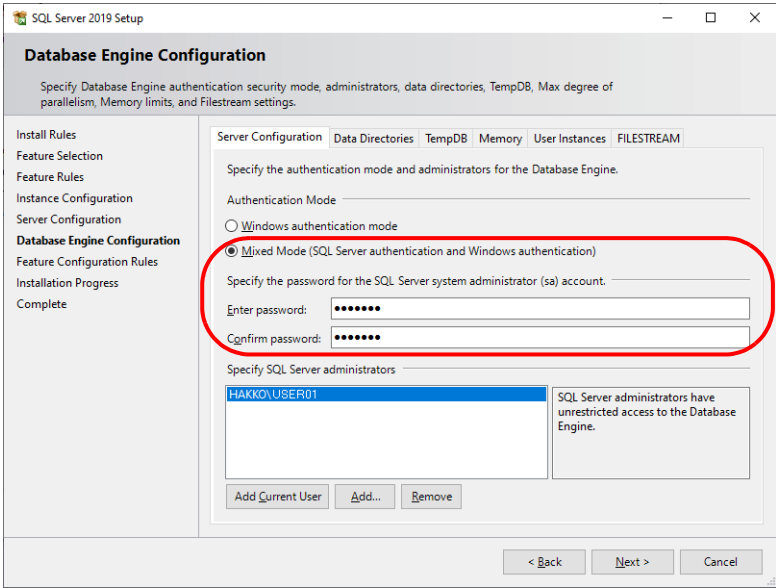 SQL Server 2019 Setup
Database Engine Configuration
Specify Database Engine authentication security mode, administrators, data directories, TempDB, Max degree of
parallelism, Memory limits, and Filestream settings.
Install Rules
Feature Selection
Feature Rules
Instance Configuration
Server Configuration
Database Engine Configuration
Feature Configuration Rules
Installation Progress
Complete
Server Configuration Data Directories TempDB Memory User Instances FILESTREAM
Specify the authentication mode and administrators for the Database Engine.
Authentication Mode
Windows authentication mode
Mixed Mode (SQL Server authentication and Windows authentication)
Specify the password for the SQL Server system administrator (sa) account.
Enter password: ●●●●●●●
Confirm password: ●●●●●●●
Specify SQL Server administrators
HAKKO\USER01
SQL Server administrators have
unrestricted access to the Database
Engine.
Add Current User Add... Remove
< Back Next > Cancel